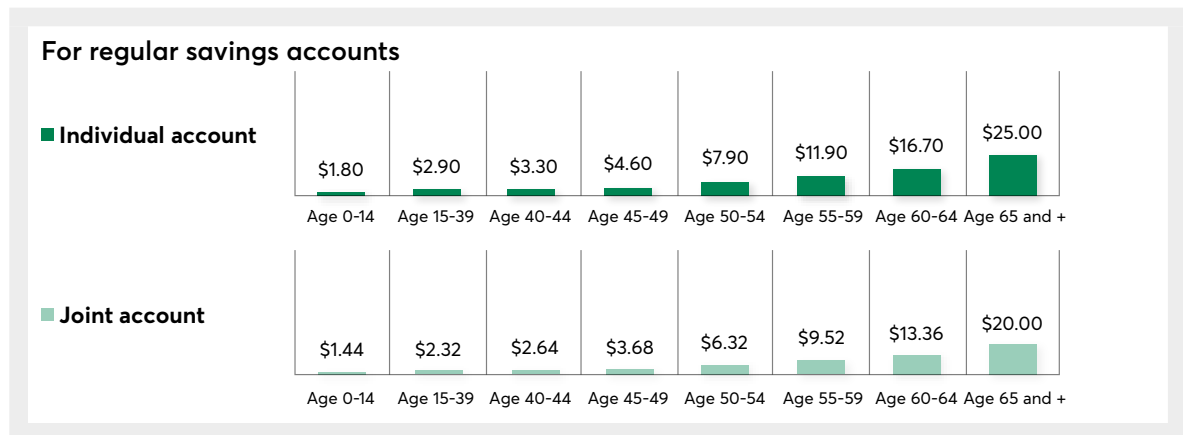 For regular savings accounts
Individual account
$1.80 $2.90 $3.30 $4.60 $7.90 $11.90 $16.70 $25.00
Age 0-14 Age 15-39 Age 40-44 Age 45-49 Age 50-54 Age 55-59 Age 60-64 Age 65 and +
Joint account
$1.44 $2.32 $2.64 $3.68 $6.32 $9.52 $13.36 $20.00
Age 0-14 Age 15-39 Age 40-44 Age 45-49 Age 50-54 Age 55-59 Age 60-64 Age 65 and +